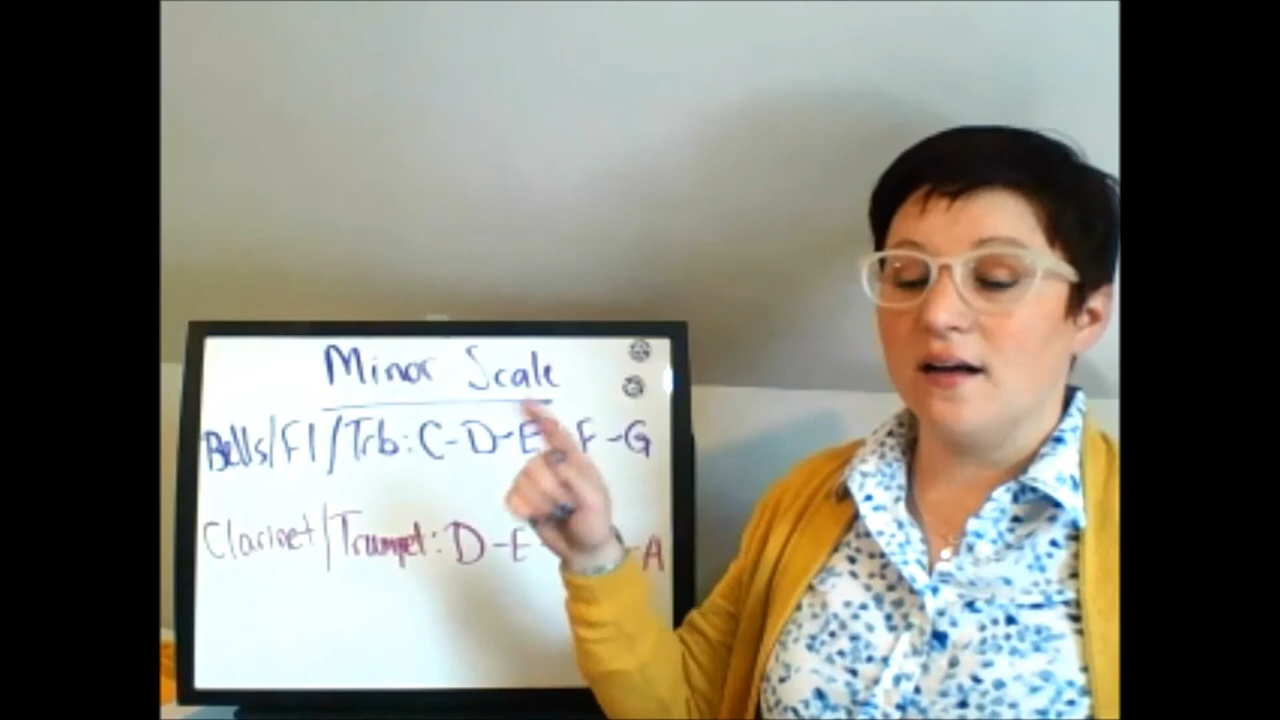 Minor Scale
Bells/Fl/Trb: C-D-E F-G
Clarinet/Trumpet: D-E - -A